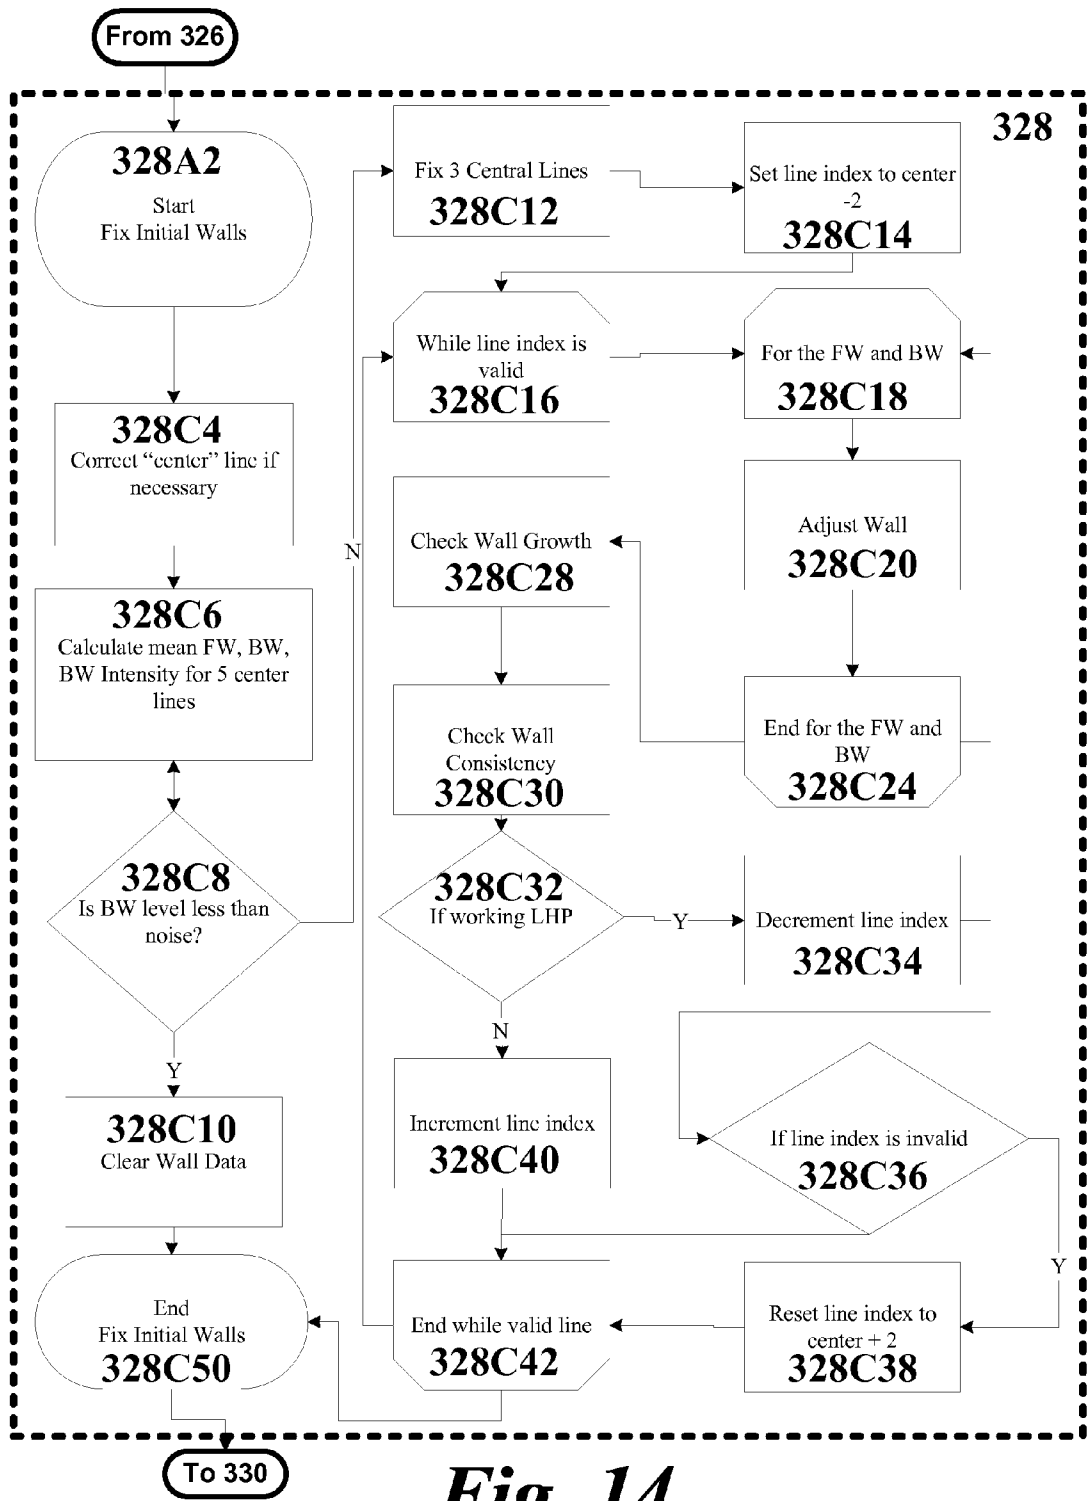 From 326
328
328A2
Start
Fix Initial Walls
328C4
Correct “center” line if
necessary
328C6
Calculate mean FW, BW,
BW Intensity for 5 center
lines
328C8
Is BW level less than
noise?
N
Y
328C10
Clear Wall Data
End
Fix Initial Walls
328C50
To 330
Fix 3 Central Lines
328C12
Set line index to center
-2
328C14
While line index is
valid
328C16
For the FW and BW
328C18
Adjust Wall
328C20
End for the FW and
BW
328C24
Check Wall Growth
328C28
Check Wall
Consistency
328C30
328C32
If working LHP
Y
N
Decrement line index
328C34
If line index is invalid
328C36
Y
Reset line index to
center + 2
328C38
Increment line index
328C40
End while valid line
328C42
Fig. 14